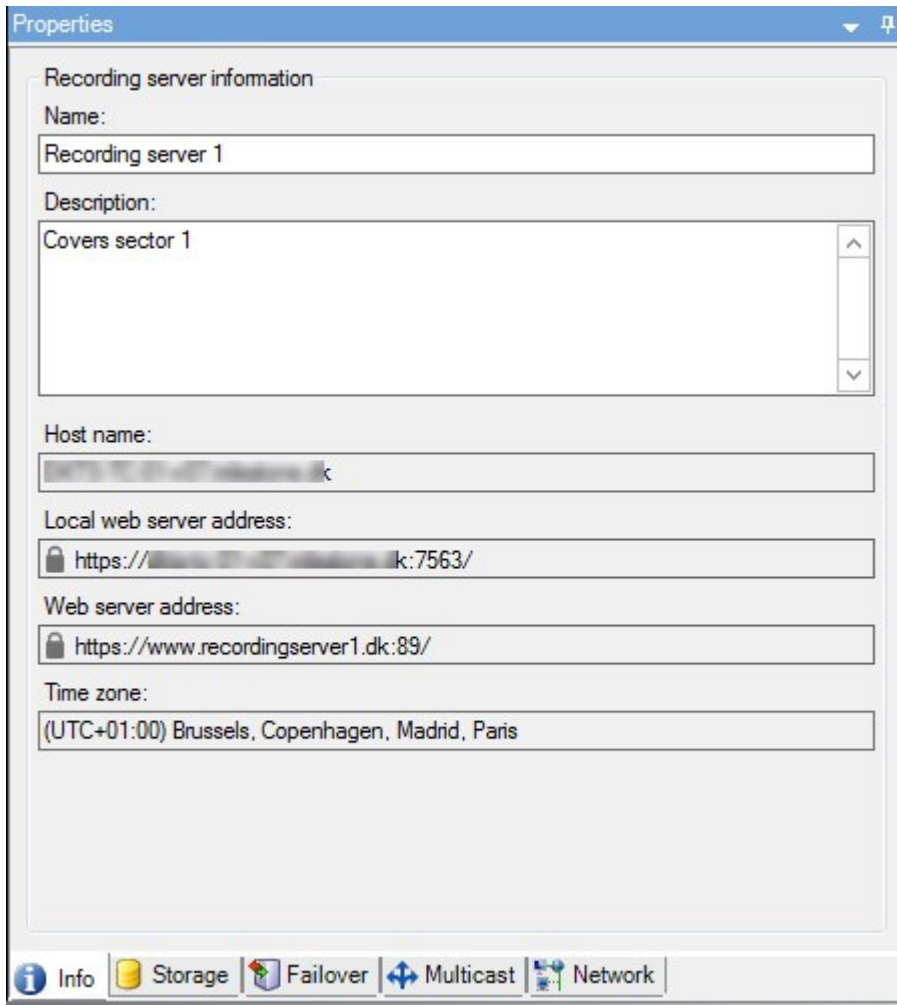 Properties
Recording server information
Name:
Recording server 1
Description:
Covers sector 1
Host name:
Local web server address:
https:// k:7563/
Web server address:
https://www.recordingserver1.dk:89/
Time zone:
(UTC+01:00) Brussels, Copenhagen, Madrid, Paris
Info Storage Failover Multicast Network